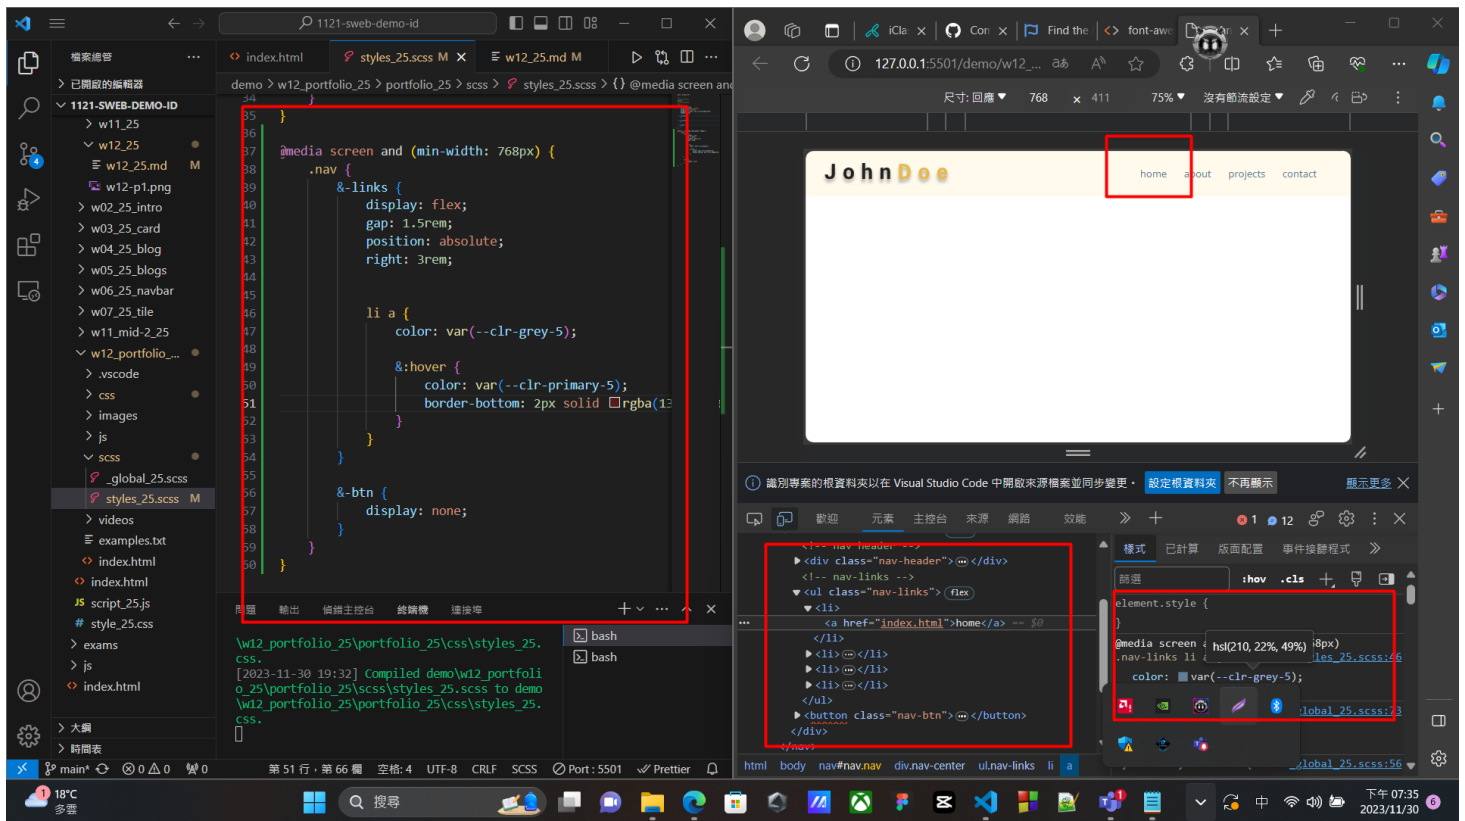 1121-sweb-demo-id
檔案總管
已開啟的編輯器
1121-SWEB-DEMO-ID
w11_25
w12_25
w12_25.md M
w12-p1.png
w02_25_intro
w03_25_card
w04_25_blog
w05_25_blogs
w06_25_navbar
w07_25_tile
w11_mid-2_25
w12_portfolio_...
.vscode
css
images
js
scss
_global_25.scss
styles_25.scss M
videos
examples.txt
index.html
index.html
script_25.js
style_25.css
exams
js
index.html
大綱
時間表
index.html
styles_25.scss M
w12_25.md M
demo > w12_portfolio_25 > portfolio_25 > scss > styles_25.scss > {} @media screen and
}
}
@media screen and (min-width: 768px) {
.nav {
&-links {
display: flex;
gap: 1.5rem;
position: absolute;
right: 3rem;
li a {
color: var(--clr-grey-5);
&:hover {
color: var(--clr-primary-5);
border-bottom: 2px solid rgba(13
}
}
}
&-btn {
display: none;
}
}
}
問題 輸出 偵錯主控台 終端機 連接埠
\w12_portfolio_25\portfolio_25\css\styles_25.
css.
[2023-11-30 19:32] Compiled demo\w12_portfoli
o_25\portfolio_25\scss\styles_25.scss to demo
\w12_portfolio_25\portfolio_25\css\styles_25.
css.
bash
bash
main* 0 0 0 第 51 行，第 66 欄 空格: 4 UTF-8 CRLF SCSS Port : 5501 Prettier
iCla
Con
Find the
font-awe
127.0.0.1:5501/demo/w12_...
尺寸: 回應 768 x 411 75% 沒有節流設定
JohnDoe
home about projects contact
識別專案的根資料夾以在 Visual Studio Code 中開啟來源檔案並同步變更。 設定根資料夾 不再顯示 顯示更多
歡迎 元素 主控台 來源 網路 效能 1 12
<!-- nav header -->
<div class="nav-header"></div>
<!-- nav-links -->
<ul class="nav-links"> flex
<li>
<a href="index.html">home</a> == $0
</li>
<li></li>
<li></li>
<li></li>
</ul>
<button class="nav-btn"></button>
</div>
</nav>
html body nav#nav.nav div.nav-center ul.nav-links li a
樣式 已計算 版面配置 事件接聽程式
篩選 :hov .cls
element.style {
}
hsl(210, 22%, 49%)
.nav-links li a
color: var(--clr-grey-5);
global_25.scss:73
_global_25.scss:56
18°C
多雲
搜尋
中
下午 07:35
2023/11/30